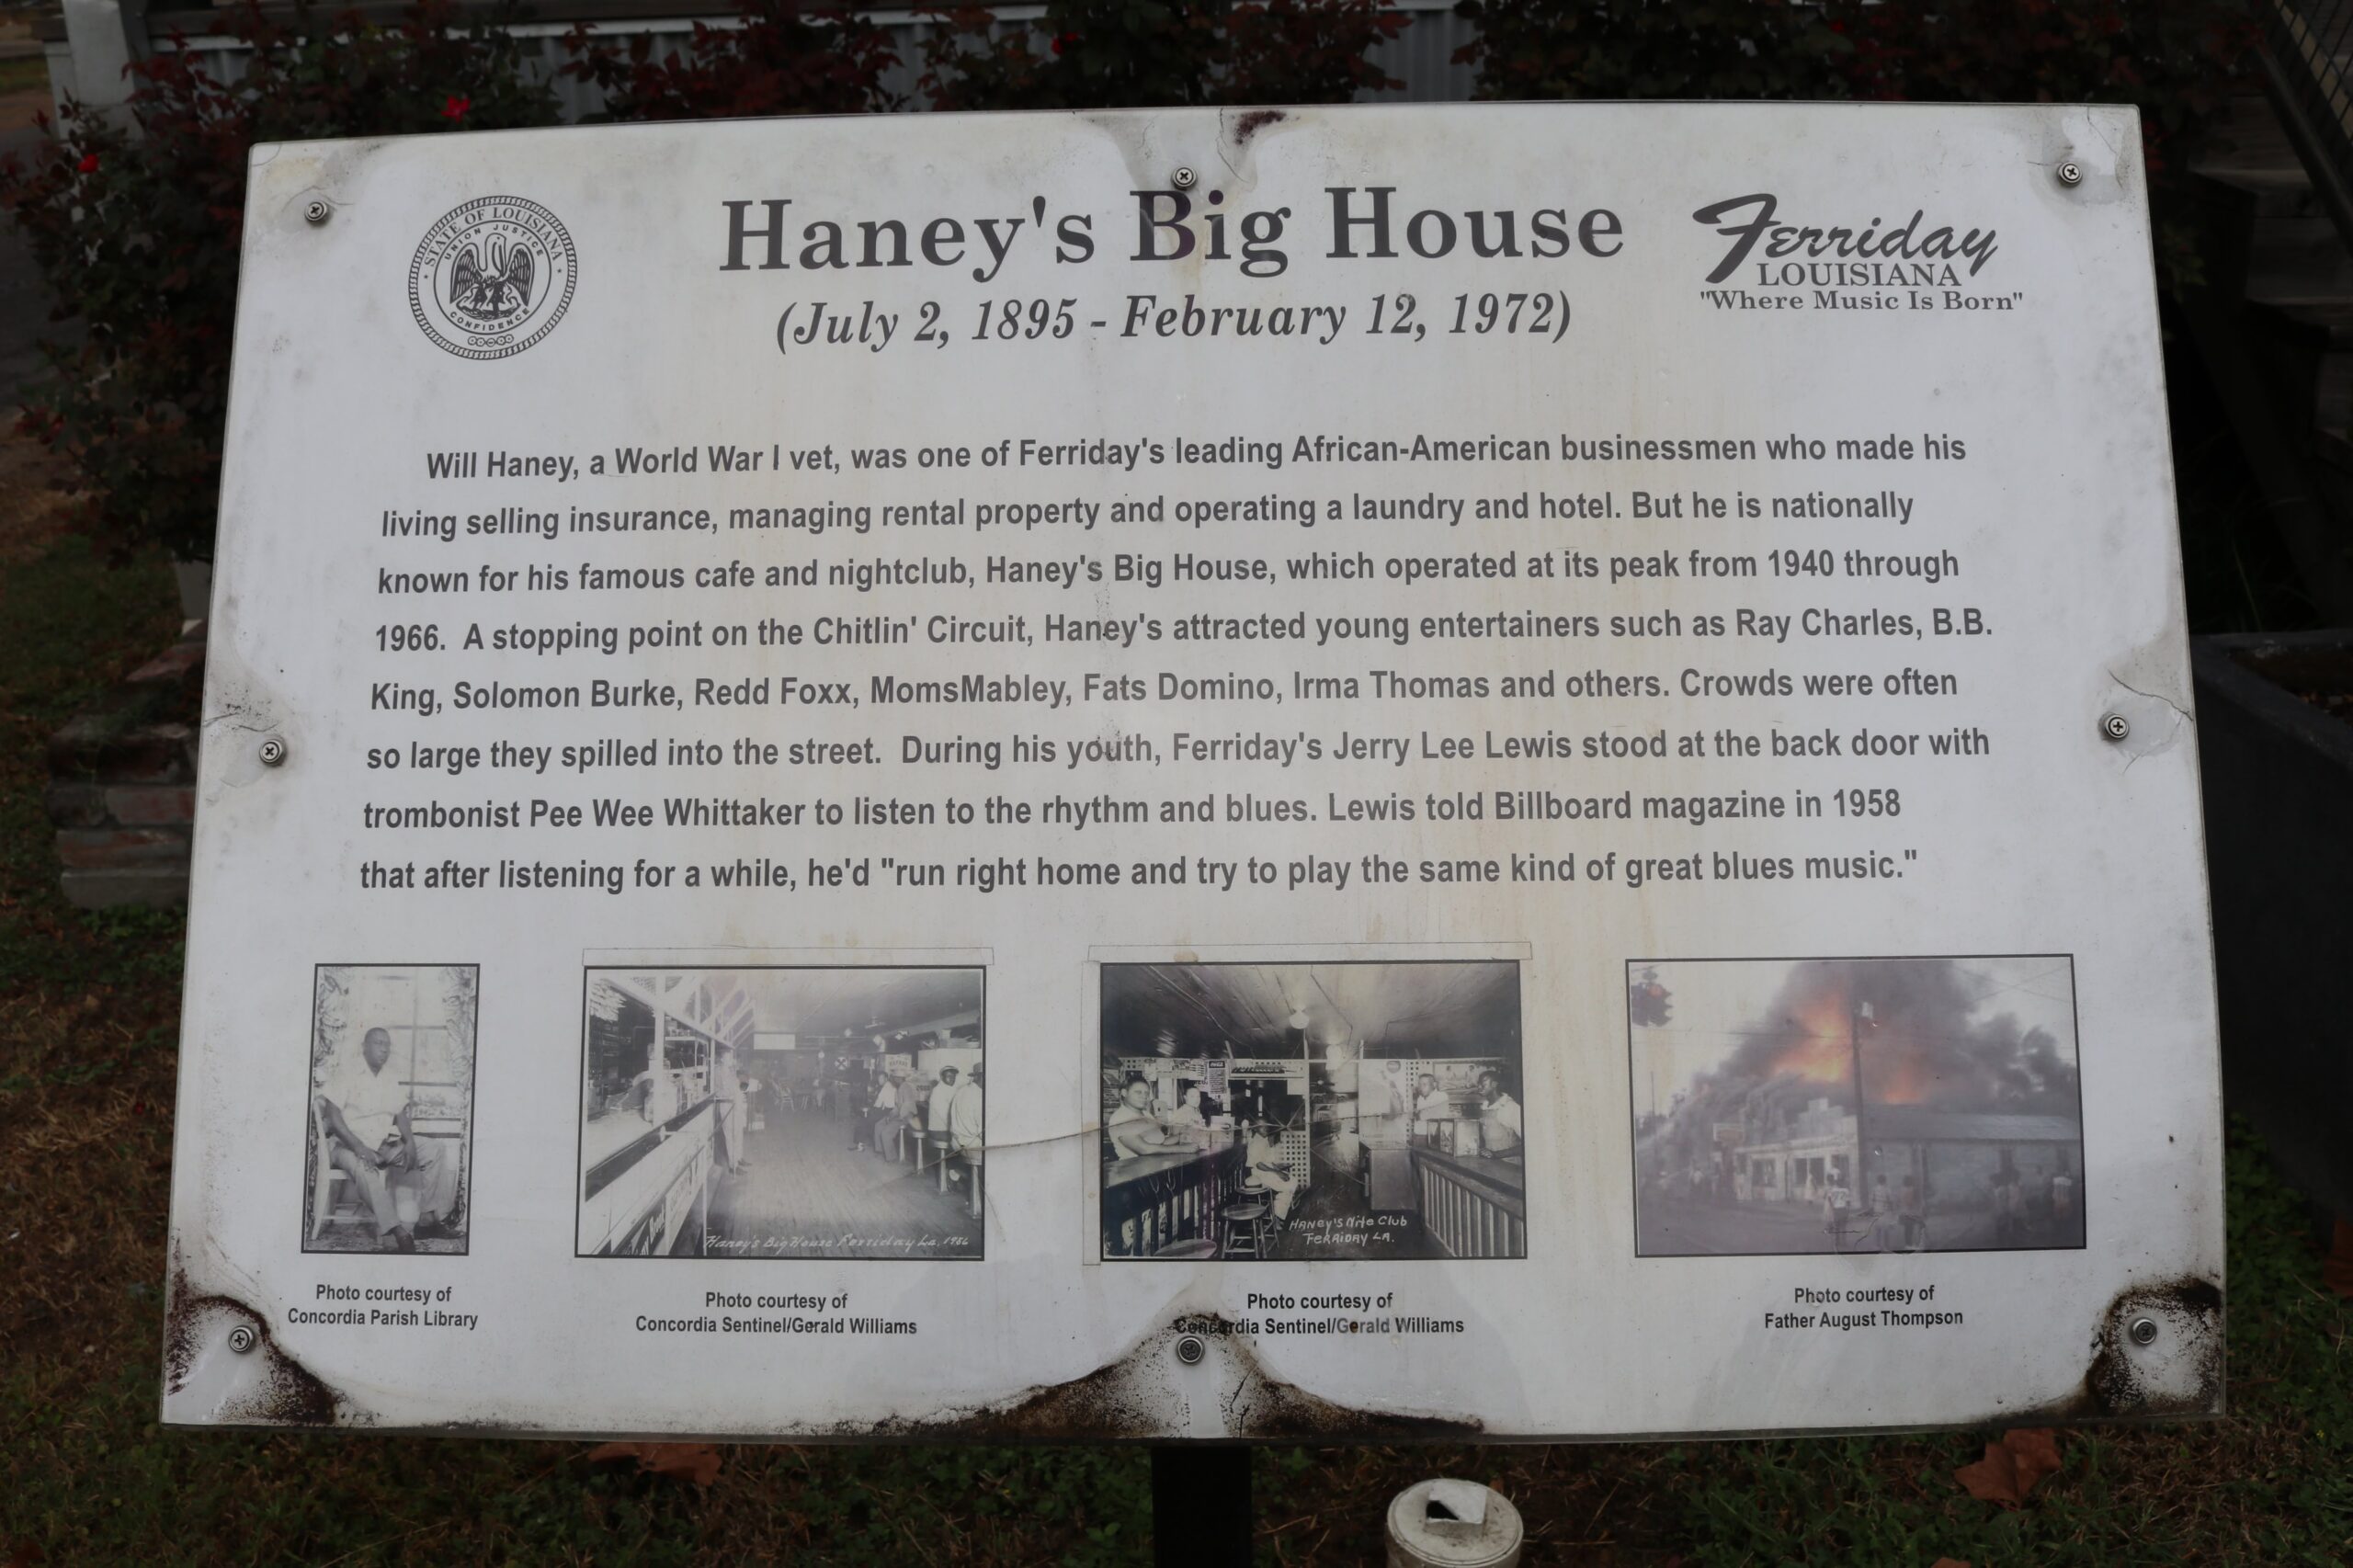 STATE OF LOUISIANA
UNION JUSTICE
CONFIDENCE
Haney's Big House
(July 2, 1895 - February 12, 1972)
Ferriday
LOUISIANA
"Where Music Is Born"
Will Haney, a World War I vet, was one of Ferriday's leading African-American businessmen who made his
living selling insurance, managing rental property and operating a laundry and hotel. But he is nationally
known for his famous cafe and nightclub, Haney's Big House, which operated at its peak from 1940 through
1966. A stopping point on the Chitlin' Circuit, Haney's attracted young entertainers such as Ray Charles, B.B.
King, Solomon Burke, Redd Foxx, MomsMabley, Fats Domino, Irma Thomas and others. Crowds were often
so large they spilled into the street. During his youth, Ferriday's Jerry Lee Lewis stood at the back door with
trombonist Pee Wee Whittaker to listen to the rhythm and blues. Lewis told Billboard magazine in 1958
that after listening for a while, he'd "run right home and try to play the same kind of great blues music."
Haney's Big House Ferriday La.
HANEY'S Nite Club
FERRIDAY LA.
Photo courtesy of
Concordia Parish Library
Photo courtesy of
Concordia Sentinel/Gerald Williams
Photo courtesy of
Concordia Sentinel/Gerald Williams
Photo courtesy of
Father August Thompson